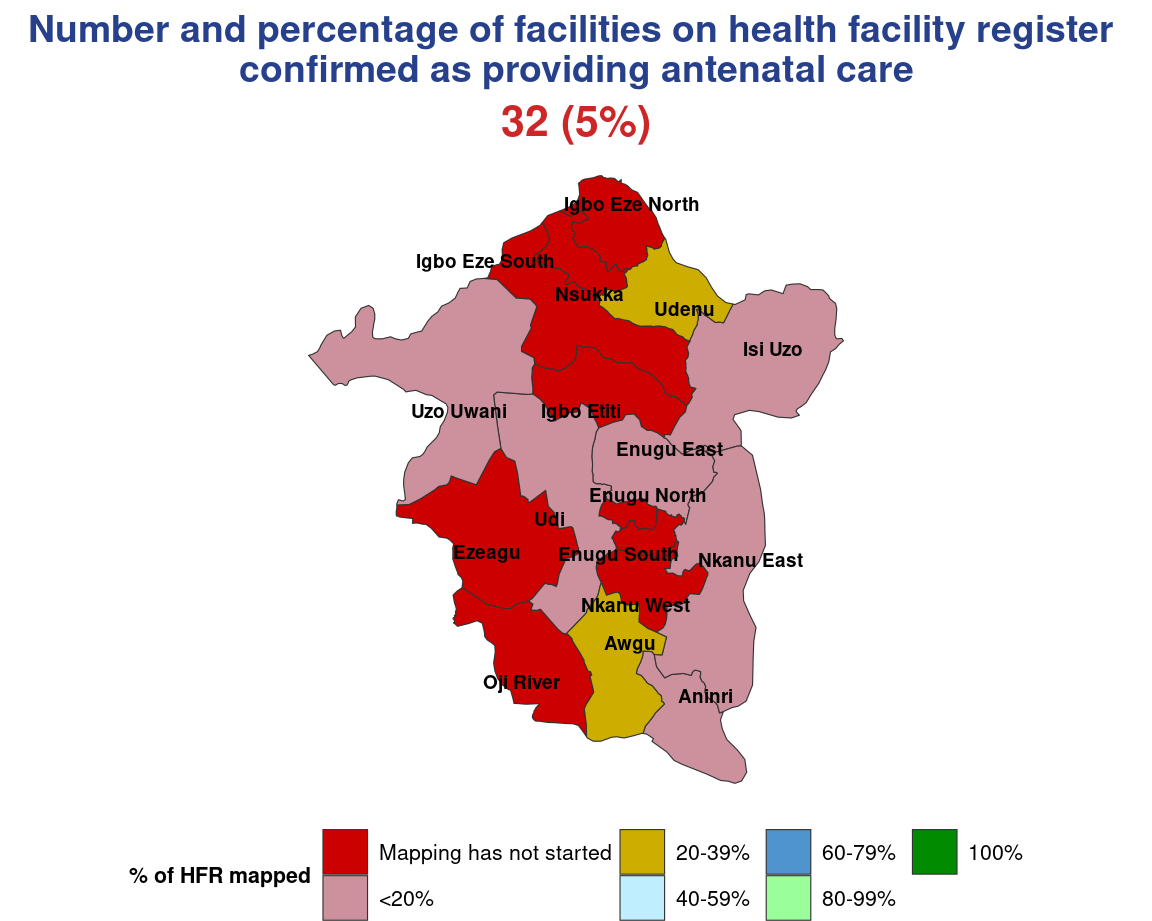 Number and percentage of facilities on health facility register
confirmed as providing antenatal care
32 (5%)
Igbo Eze North
Igbo Eze South
Nsukka
Udenu
Isi Uzo
Uzo Uwani
Igbo Etiti
Enugu East
Enugu North
Udi
Ezeagu
Enugu South
Nkanu East
Nkanu West
Awgu
Oji River
Aninri
% of HFR mapped
Mapping has not started
<20%
20-39%
40-59%
60-79%
80-99%
100%